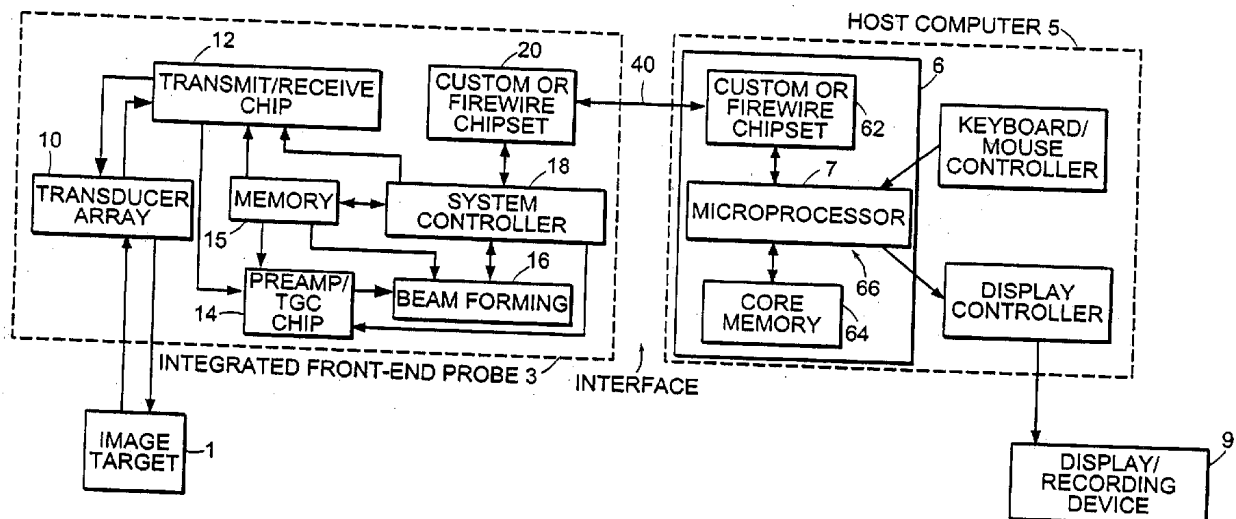 HOST COMPUTER 5
12
TRANSMIT/RECEIVE
CHIP
20
CUSTOM OR
FIREWIRE
CHIPSET
40
6
CUSTOM OR
FIREWIRE
CHIPSET
62
KEYBOARD/
MOUSE
CONTROLLER
10
TRANSDUCER
ARRAY
MEMORY
15
18
SYSTEM
CONTROLLER
7
MICROPROCESSOR
16
PREAMP/
TGC
CHIP
14
BEAM FORMING
66
CORE
MEMORY
64
DISPLAY
CONTROLLER
INTEGRATED FRONT-END PROBE 3
INTERFACE
IMAGE
TARGET
1
9
DISPLAY/
RECORDING
DEVICE